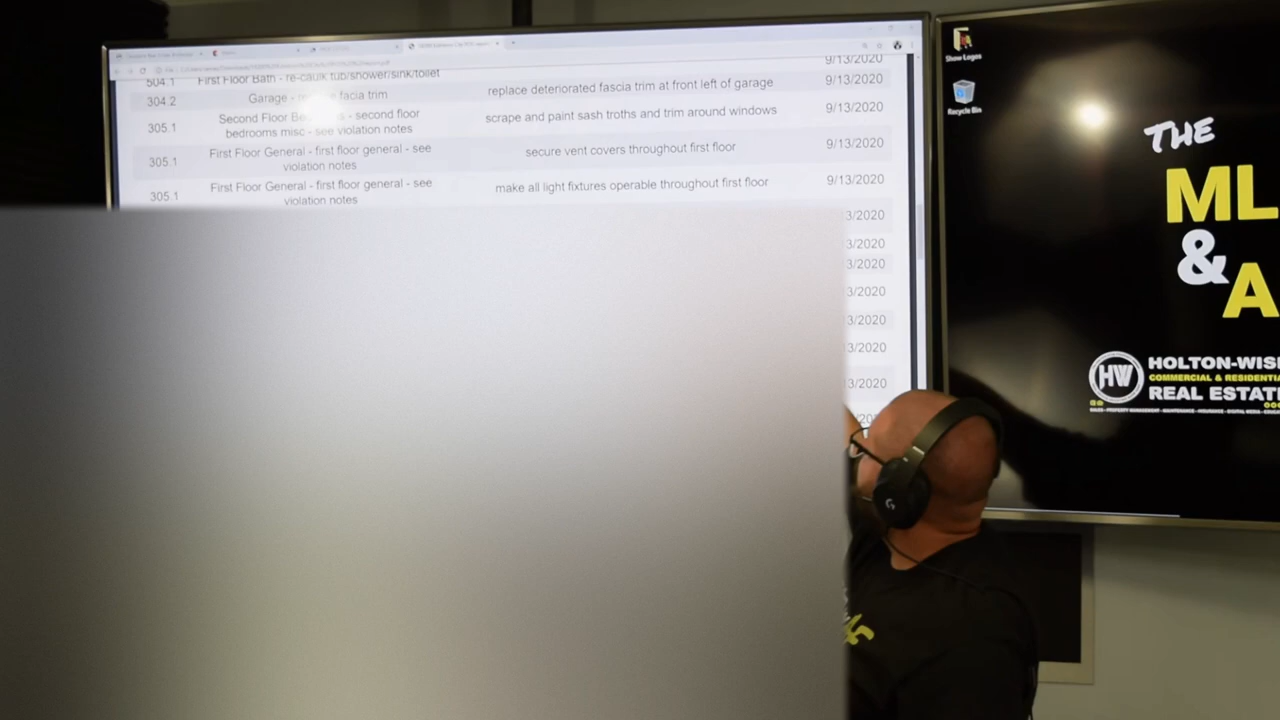 9/13/2020
504.1 First Floor Bath - re-caulk tub/shower/sink/toilet
304.2 Garage - facia trim replace deteriorated fascia trim at front left of garage 9/13/2020
305.1 Second Floor - second floor bedrooms misc - see violation notes scrape and paint sash troths and trim around windows 9/13/2020
305.1 First Floor General - first floor general - see violation notes secure vent covers throughout first floor 9/13/2020
305.1 First Floor General - first floor general - see violation notes make all light fixtures operable throughout first floor 9/13/2020
3/2020
3/2020
3/2020
3/2020
3/2020
3/2020
3/2020
Show Logos
Recycle Bin
THE
ML
&
A
HW
HOLTON-WIS
COMMERCIAL & RESIDENTIA
REAL ESTAT
G